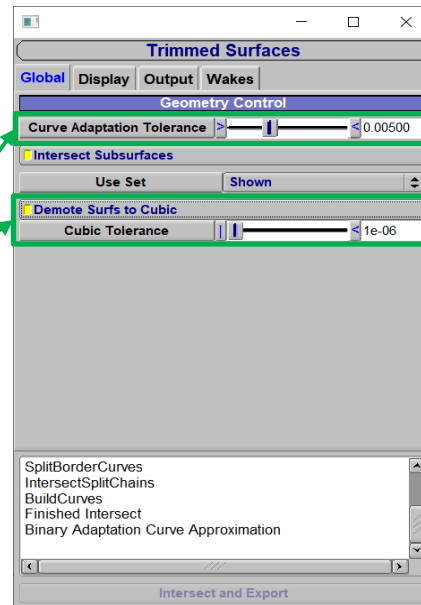 Trimmed Surfaces
Global Display Output Wakes
Geometry Control
Curve Adaptation Tolerance > < 0.00500
Intersect Subsurfaces
Use Set Shown
Demote Surfs to Cubic
Cubic Tolerance | < 1e-06
SplitBorderCurves
IntersectSplitChains
BuildCurves
Finished Intersect
Binary Adaptation Curve Approximation
Intersect and Export